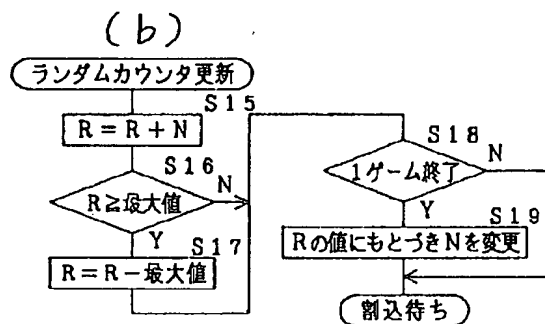 (b)
ランダムカウンタ更新
S15
R=R+N
S16
R≧最大値
N
Y
S17
R=R-最大値
S18
1ゲーム終了
N
Y
S19
Rの値にもとづきNを変更
割込待ち